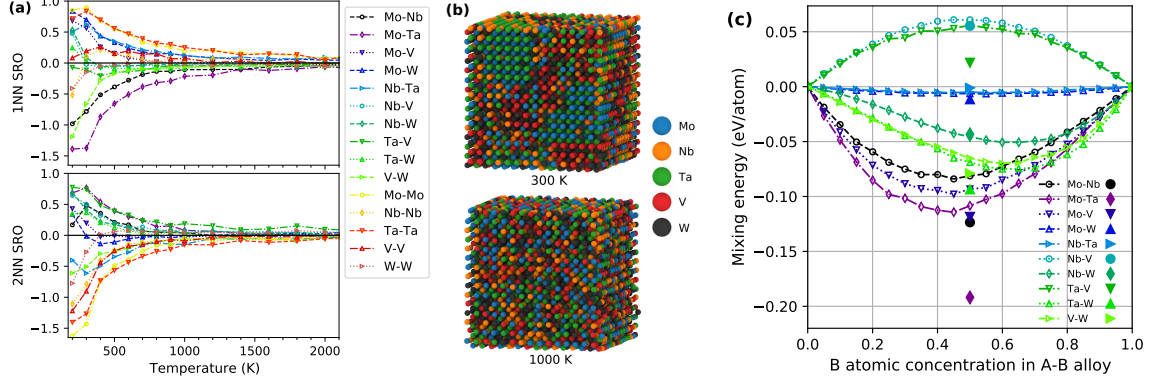 (a)
1NN SRO
0.5
0.0
−0.5
−1.0
−1.5
2NN SRO
1.0
0.5
0.0
−0.5
−1.0
−1.5
500
1000
1500
2000
Temperature (K)
Mo-Nb
Mo-Ta
Mo-V
Mo-W
Nb-Ta
Nb-V
Nb-W
Ta-V
Ta-W
V-W
Mo-Mo
Nb-Nb
Ta-Ta
V-V
W-W
(b)
300 K
Mo
Nb
Ta
V
W
1000 K
(c)
Mixing energy (eV/atom)
0.05
0.00
−0.05
−0.10
−0.15
−0.20
0.0 0.2 0.4 0.6 0.8 1.0
B atomic concentration in A-B alloy
Mo-Nb
Mo-Ta
Mo-V
Mo-W
Nb-Ta
Nb-V
Nb-W
Ta-V
Ta-W
V-W